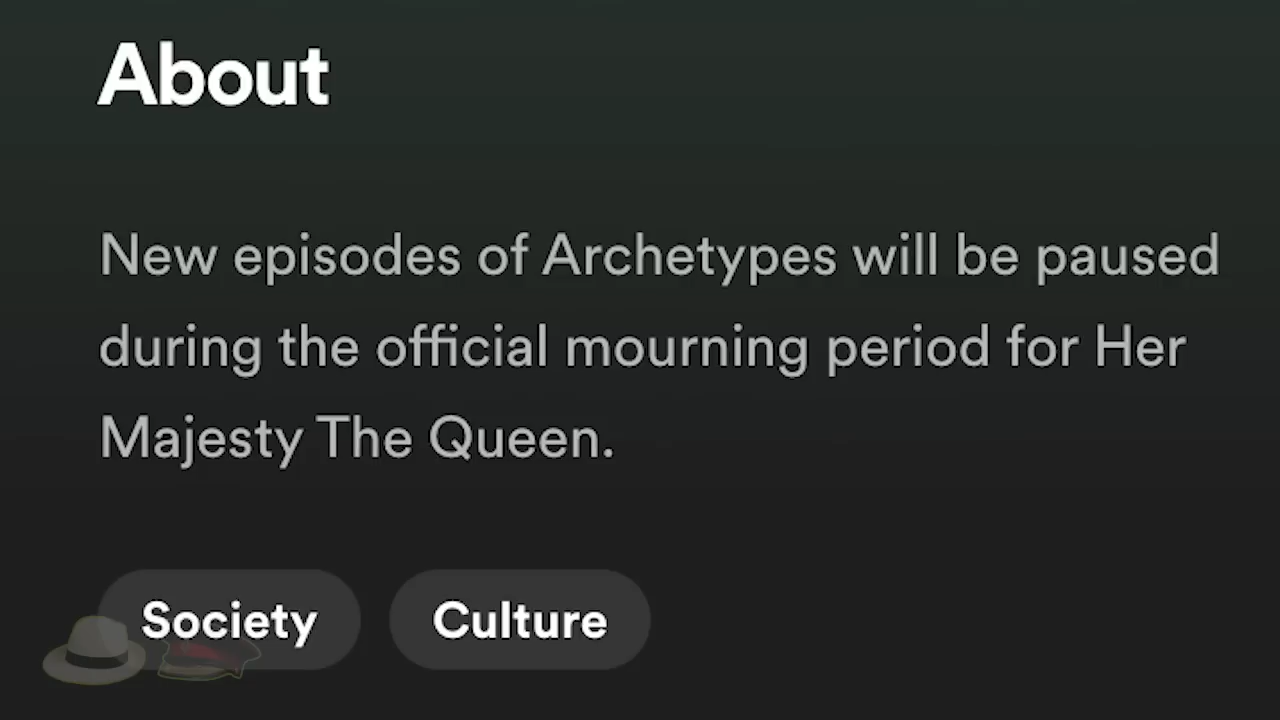 About
New episodes of Archetypes will be paused
during the official mourning period for Her
Majesty The Queen.
Society
Culture